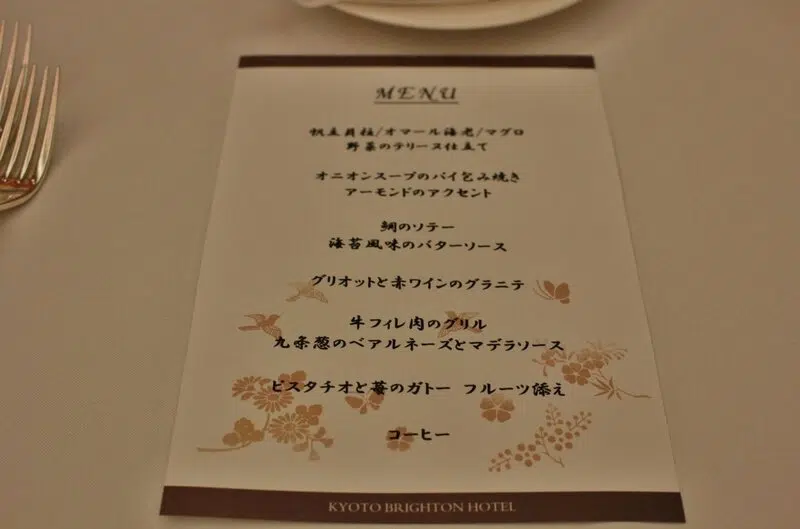 MENU
帆立貝柱/オマール海老/マグロ
野菜のテリーヌ仕立て
オニオンスープのパイ包み焼き
アーモンドのアクセント
鯛のソテー
海苔風味のバターソース
グリオットと赤ワインのグラニテ
牛フィレ肉のグリル
九条葱のベアルネーズとマデラソース
ピスタチオと苺のガトー フルーツ添え
コーヒー
KYOTO BRIGHTON HOTEL